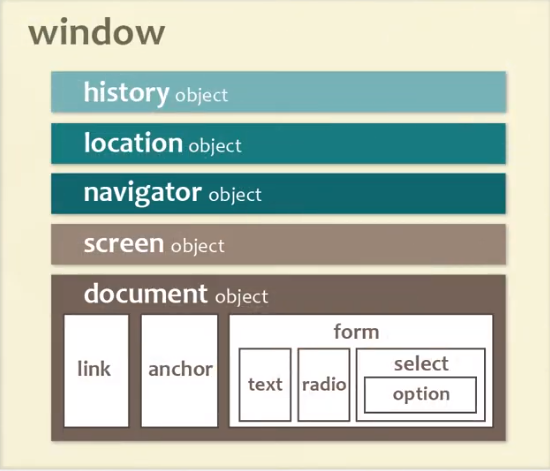 window
history object
location object
navigator object
screen object
document object
link
anchor
form
text
radio
select
option